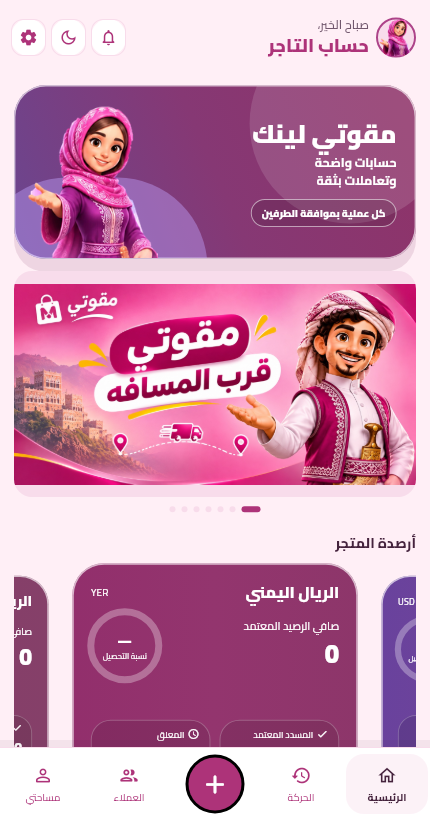 صباح الخير،
حساب التاجر
مقوتي لينك
حسابات واضحة
وتعاملات بثقة
كل عملية بموافقة الطرفين
مقوتي
مقوتي
قرب المسافه
أرصدة المتجر
USD
الريال اليمني
YER
صافي الرصيد المعتمد
0
—
نسبة التحصيل
المسدد المعتمد
المعلق
0
الرئيسية
الحركة
العملاء
مساحتي